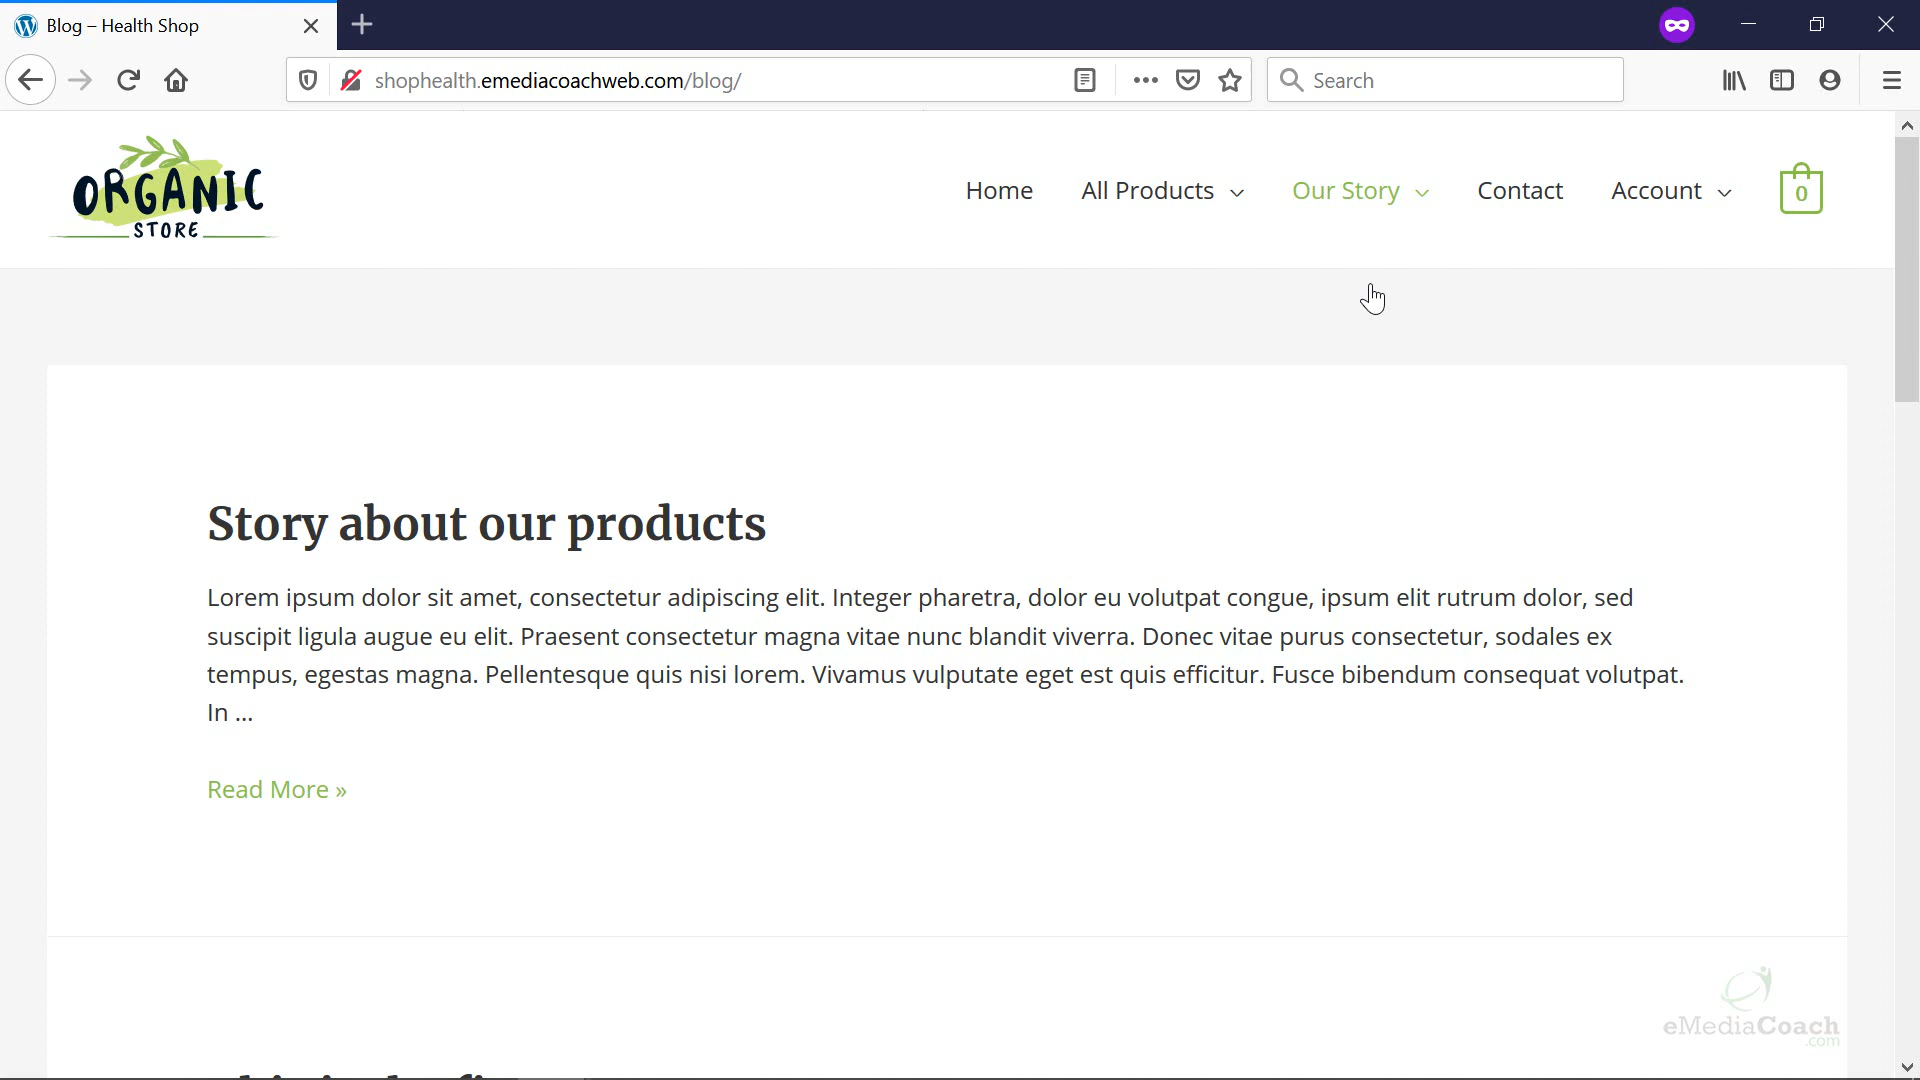 Blog – Health Shop
shophealth.emediacoachweb.com/blog/
Search
ORGANIC
STORE
Home
All Products
Our Story
Contact
Account
0
Story about our products
Lorem ipsum dolor sit amet, consectetur adipiscing elit. Integer pharetra, dolor eu volutpat congue, ipsum elit rutrum dolor, sed
suscipit ligula augue eu elit. Praesent consectetur magna vitae nunc blandit viverra. Donec vitae purus consectetur, sodales ex
tempus, egestas magna. Pellentesque quis nisi lorem. Vivamus vulputate eget est quis efficitur. Fusce bibendum consequat volutpat.
In ...
Read More »
eMediaCoach
.com